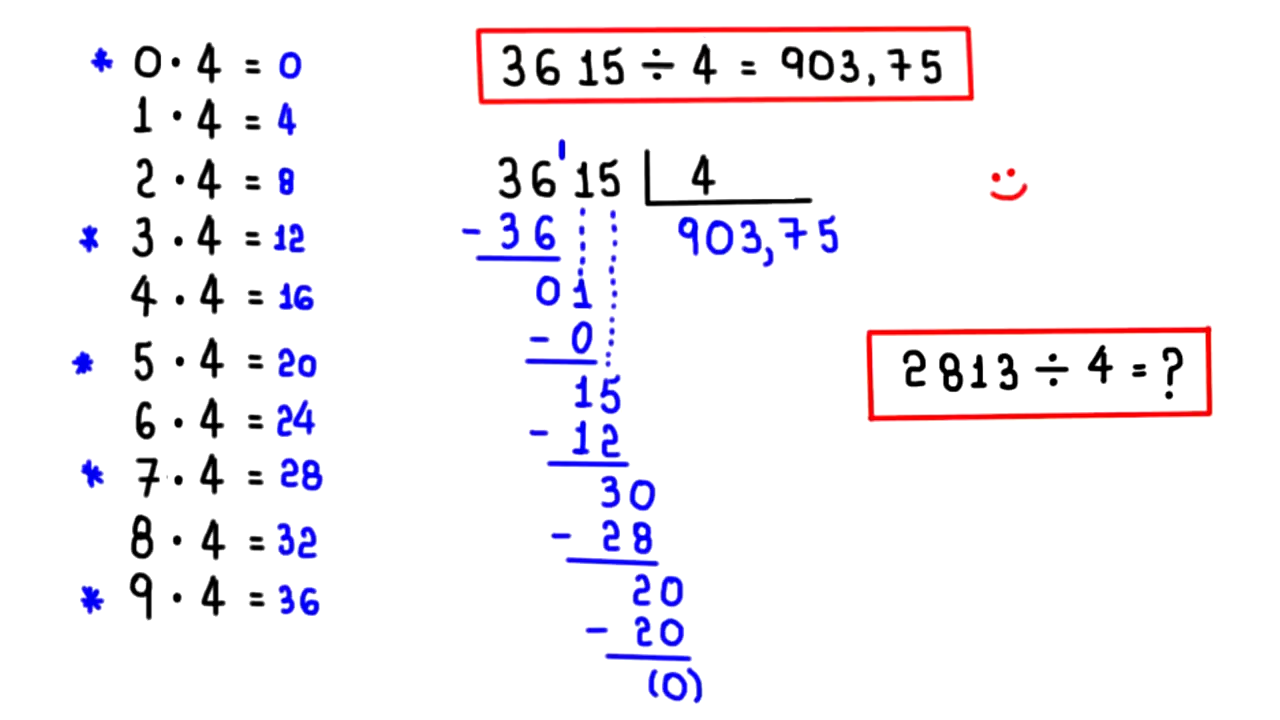 * 0 · 4 = 0
1 · 4 = 4
2 · 4 = 8
* 3 · 4 = 12
4 · 4 = 16
* 5 · 4 = 20
6 · 4 = 24
* 7 · 4 = 28
8 · 4 = 32
* 9 · 4 = 36
3615 ÷ 4 = 903,75
36'15 | 4
- 36 903,75
01
- 0
15
- 12
30
- 28
20
- 20
(0)
2813 ÷ 4 = ?